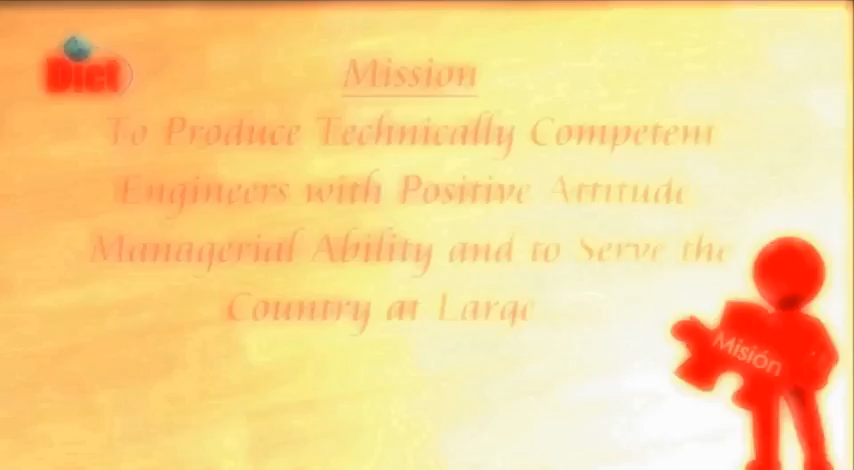 Dict
Mission
To Produce Technically Competent
Engineers with Positive Attitude
Managerial Ability and to Serve the
Country at Large
Misión